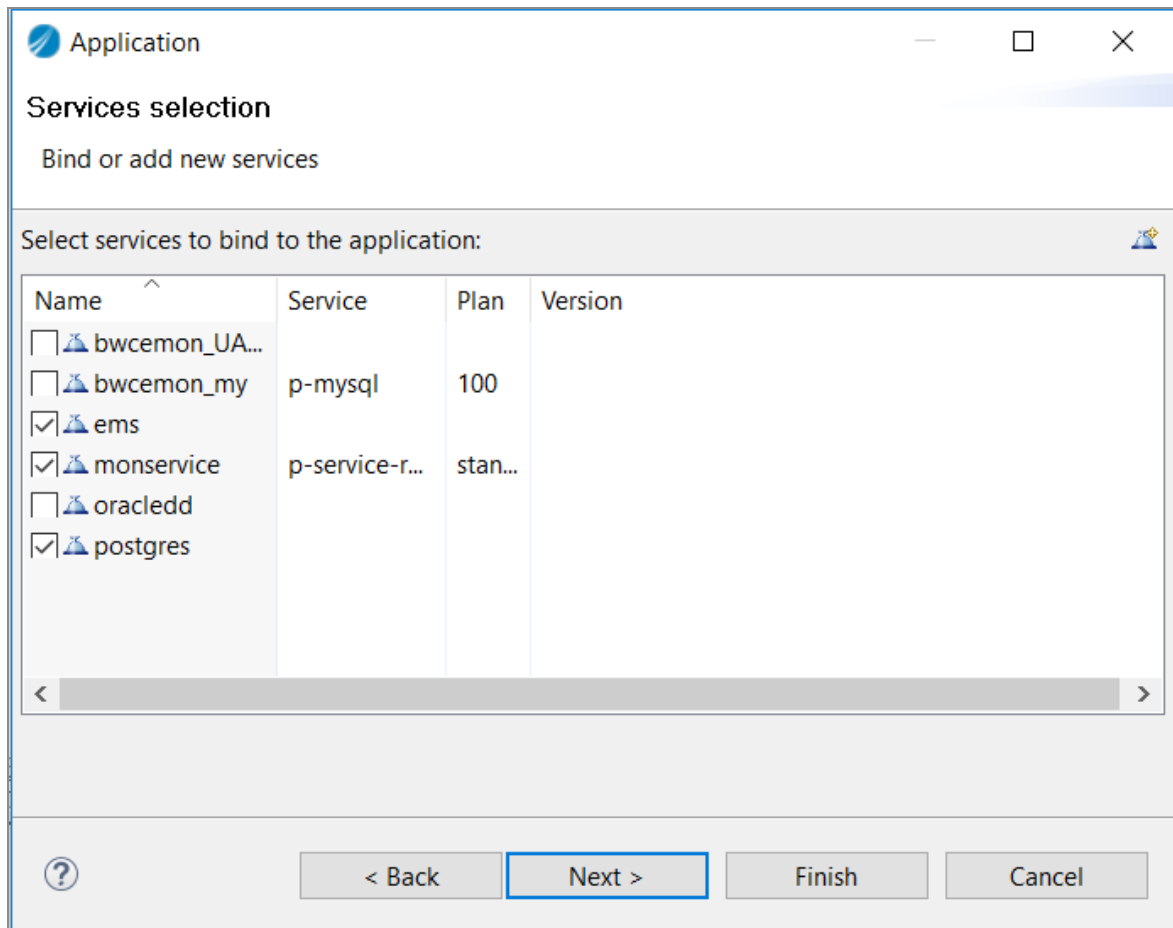 Application
Services selection
Bind or add new services
Select services to bind to the application:
Name Service Plan Version
bwcemon_UA...
bwcemon_my p-mysql 100
ems
monservice p-service-r... stan...
oracledd
postgres
? < Back Next > Finish Cancel